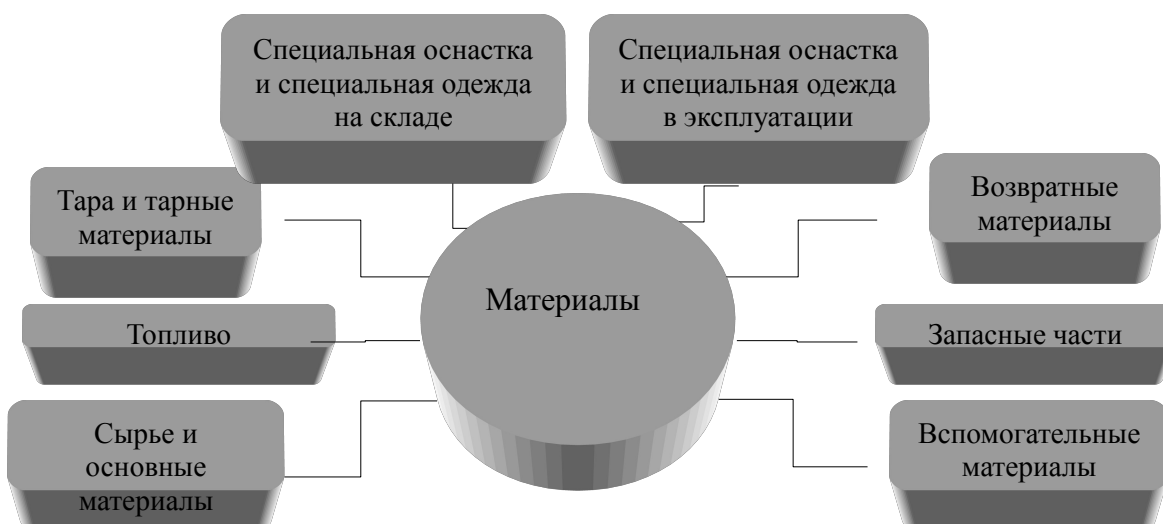 Специальная оснастка
и специальная одежда
на складе
Специальная оснастка
и специальная одежда
в эксплуатации
Тара и тарные
материалы
Возвратные
материалы
Материалы
Топливо
Запасные части
Сырье и
основные
материалы
Вспомогательные
материалы